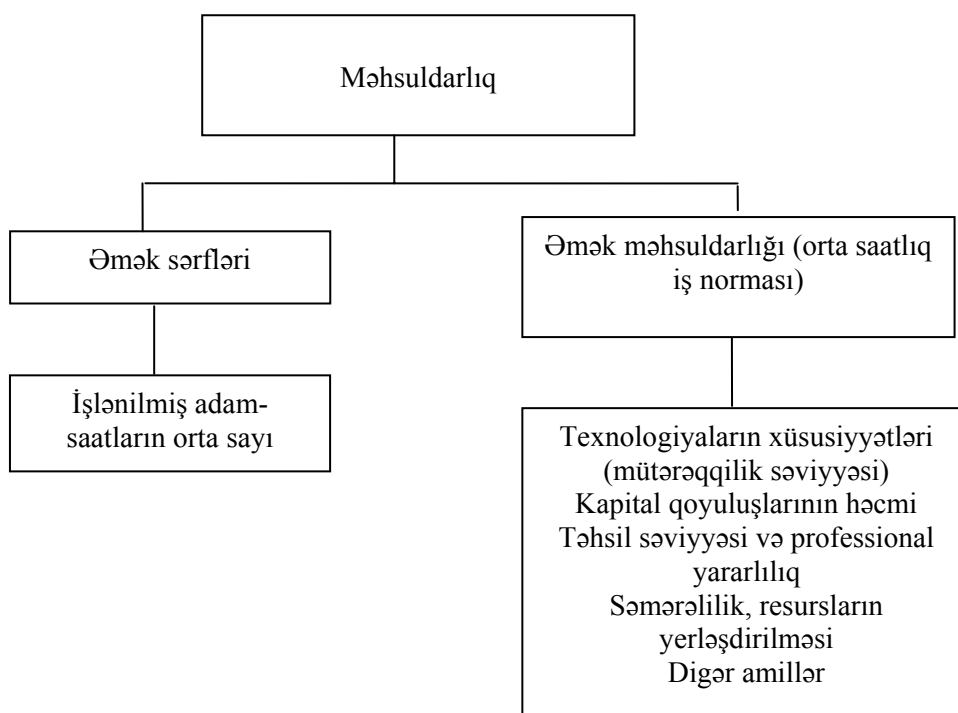 Məhsuldarlıq
Əmək sərfləri
Əmək məhsuldarlığı (orta saatlıq
iş norması)
İşlənilmiş adam-
saatların orta sayı
Texnologiyaların xüsusiyyətləri
(mütərəqqilik səviyyəsi)
Kapital qoyuluşlarının həcmi
Təhsil səviyyəsi və professional
yararlılıq
Səmərəlilik, resursların
yerləşdirilməsi
Digər amillər